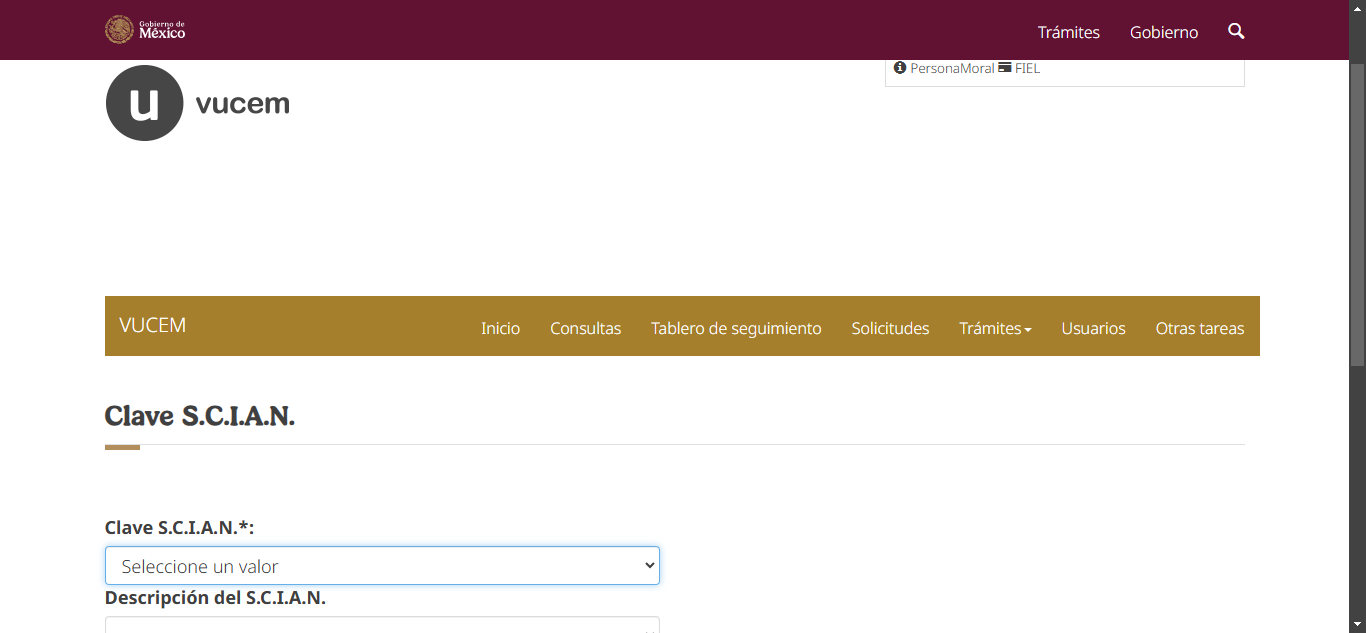 Gobierno de
México
Trámites Gobierno
PersonaMoral FIEL
u vucem
VUCEM Inicio Consultas Tablero de seguimiento Solicitudes Trámites Usuarios Otras tareas
Clave S.C.I.A.N.
Clave S.C.I.A.N.*:
Seleccione un valor
Descripción del S.C.I.A.N.